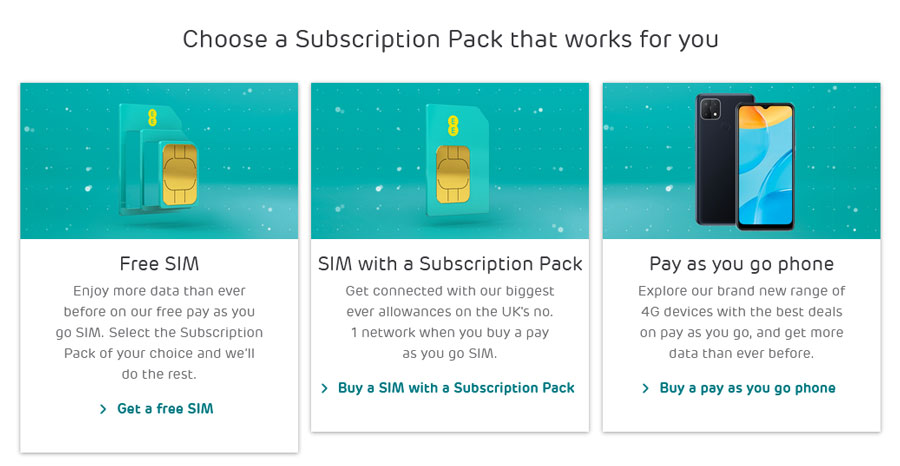 Choose a Subscription Pack that works for you
Free SIM
Enjoy more data than ever
before on our free pay as you
go SIM. Select the Subscription
Pack of your choice and we'll
do the rest.
Get a free SIM
SIM with a Subscription Pack
Get connected with our biggest
ever allowances on the UK's no.
1 network when you buy a pay
as you go SIM.
Buy a SIM with a Subscription Pack
Pay as you go phone
Explore our brand new range of
4G devices with the best deals
on pay as you go, and get more
data than ever before.
Buy a pay as you go phone
EE
EE